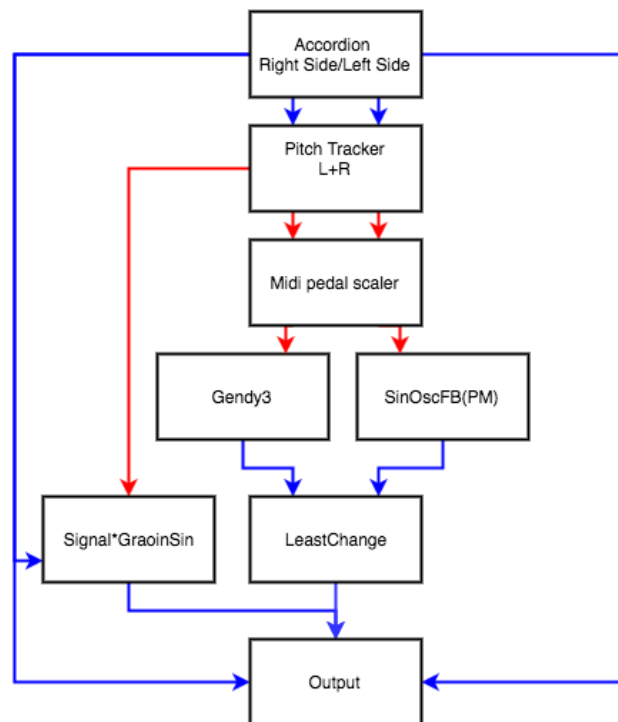 Accordion
Right Side/Left Side
Pitch Tracker
L+R
Midi pedal scaler
Gendy3
SinOscFB(PM)
Signal*GraoinSin
LeastChange
Output